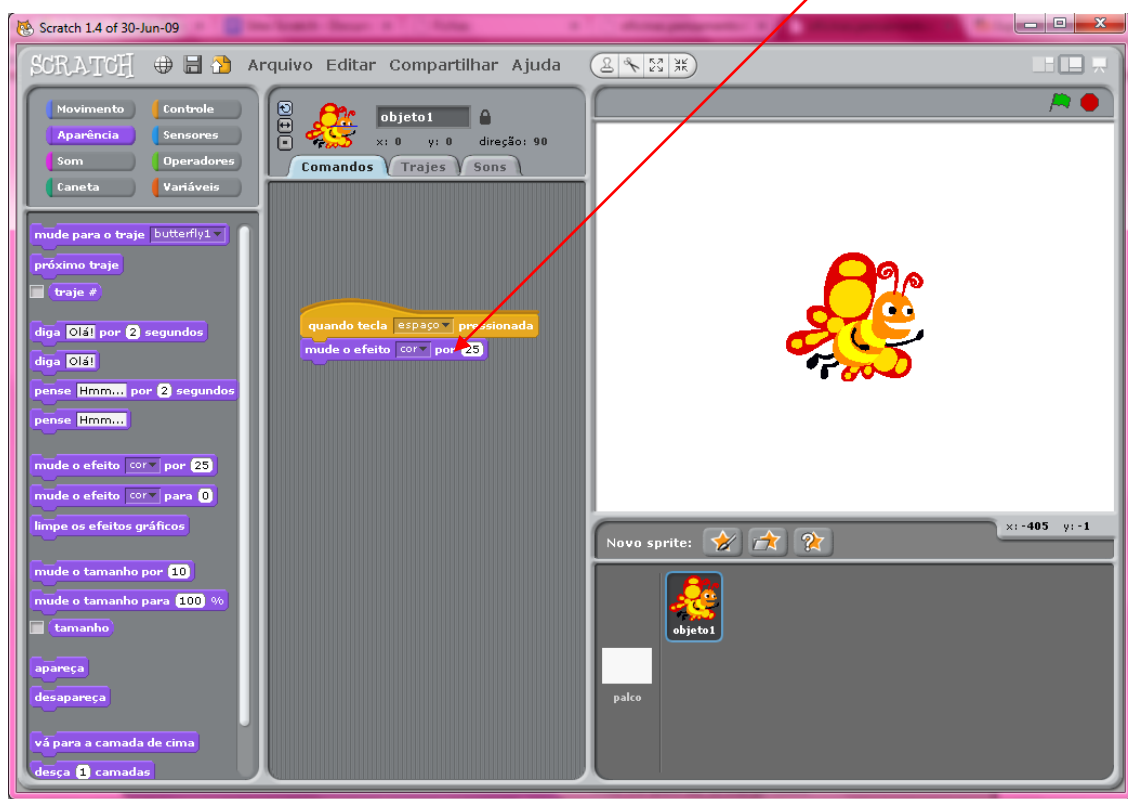 Scratch 1.4 of 30-Jun-09
SCRATCH Arquivo Editar Compartilhar Ajuda
Movimento Controle
Aparência Sensores
Som Operadores
Caneta Variáveis
mude para o traje butterfly1
próximo traje
traje #
diga Olá! por 2 segundos
diga Olá!
pense Hmm... por 2 segundos
pense Hmm...
mude o efeito cor por 25
mude o efeito cor para 0
limpe os efeitos gráficos
mude o tamanho por 10
mude o tamanho para 100 %
tamanho
apareça
desapareça
vá para a camada de cima
desça 1 camadas
objeto1
x: 0 y: 0 direção: 90
Comandos Trajes Sons
quando tecla espaço pressionada
mude o efeito cor por 25
x: -405 y: -1
Novo sprite:
objeto1
palco